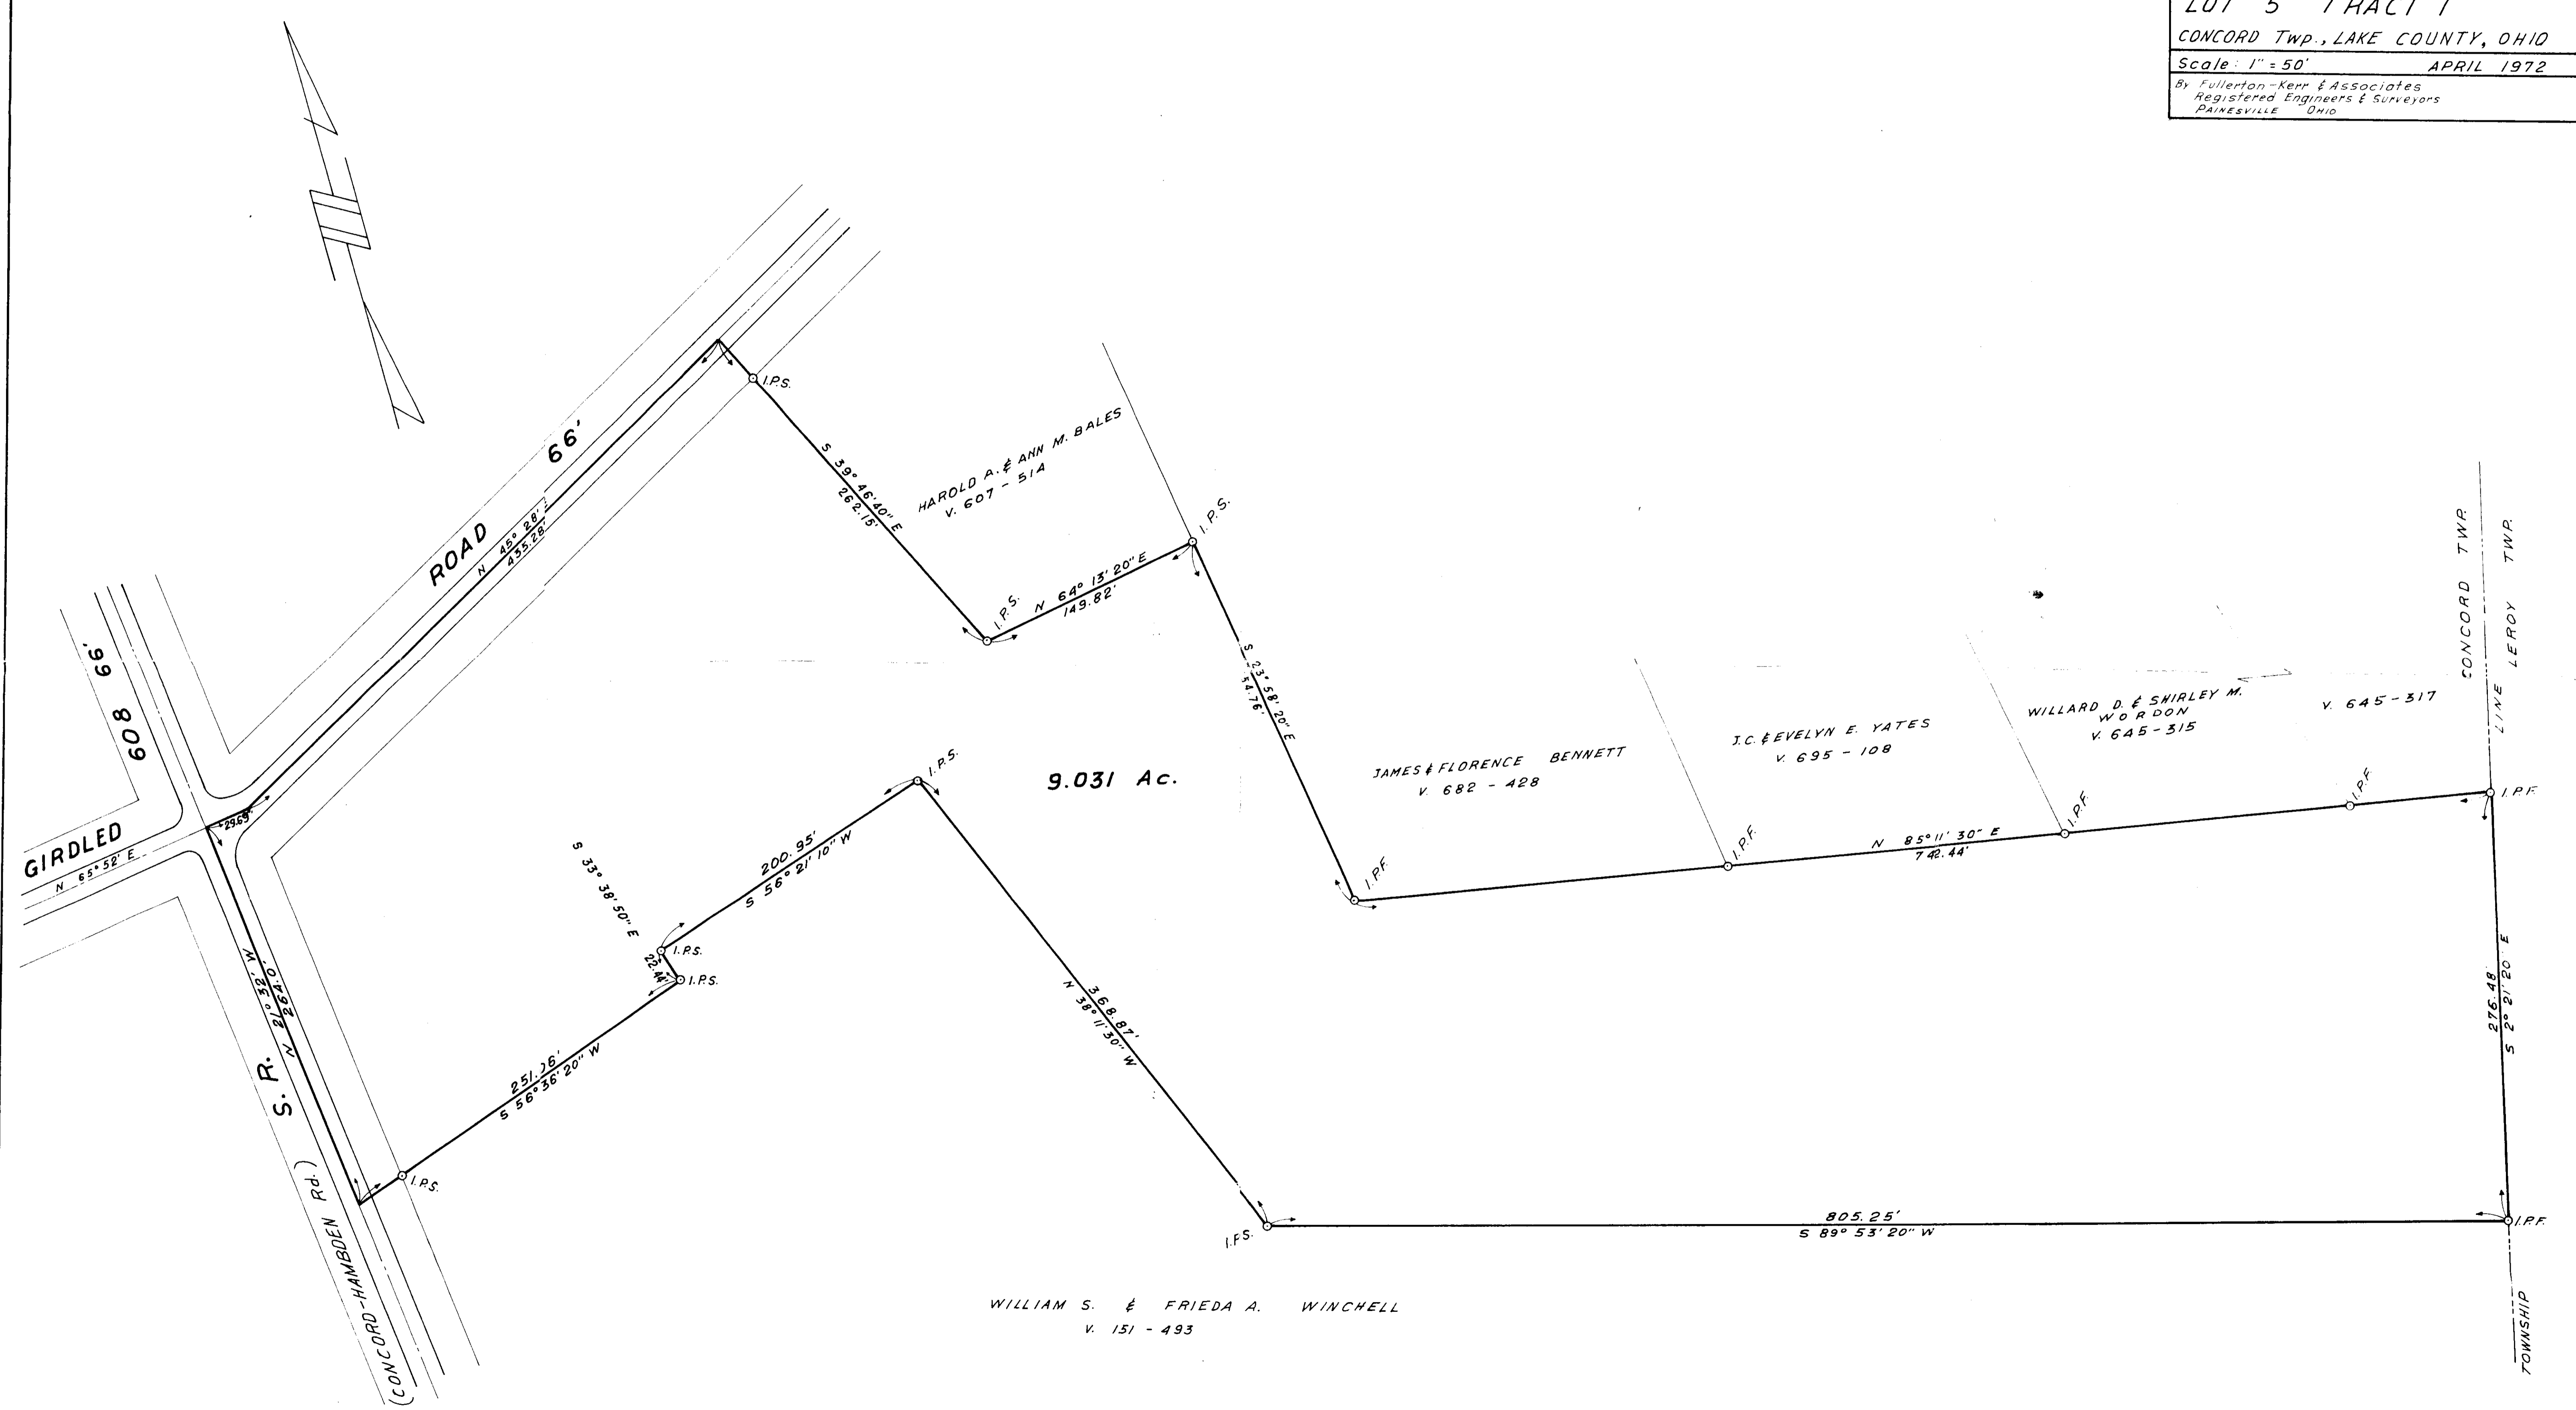 LOT 5 TRACT 1
CONCORD Twp., LAKE COUNTY, OHIO
Scale: 1" = 50' APRIL 1972
By Fullerton-Kerr & Associates
Registered Engineers & Surveyors
PAINESVILLE OHIO
ROAD 66'
N 45° 28'
435.28'
I.P.S.
S 39° 46' 40" E
262.15'
HAROLD A. & ANN M. BALES
V. 607 - 51A
I.P.S.
I.P.S.
N 64° 13' 20" E
149.82'
S 23° 58' 20" E
54.76'
CONCORD TWP.
LEROY TWP.
LINE
608 66'
GIRDLED
N 65° 52' E
29.69'
9.031 Ac.
JAMES & FLORENCE BENNETT
V. 682 - 428
J.C. & EVELYN E. YATES
V. 695 - 108
WILLARD D. & SHIRLEY M.
WORDON
V. 645 - 315
V. 645 - 317
I.P.F.
I.P.F.
I.P.F.
I.P.F.
I.P.F.
N 85° 11' 30" E
742.44'
I.P.S.
200.95'
S 56° 21' 10" W
S 33° 38' 50" E
22.44'
I.P.S.
I.P.S.
368.87'
N 38° 11' 30" W
276.48'
S 2° 21' 20" E
N 21° 32' W
N 264.0'
S. R.
(CONCORD-HAMBDEN Rd.)
S 56° 36' 20" W
I.P.S.
I.P.S.
805.25'
S 89° 53' 20" W
I.P.F.
WILLIAM S. & FRIEDA A. WINCHELL
V. 151 - 493
TOWNSHIP